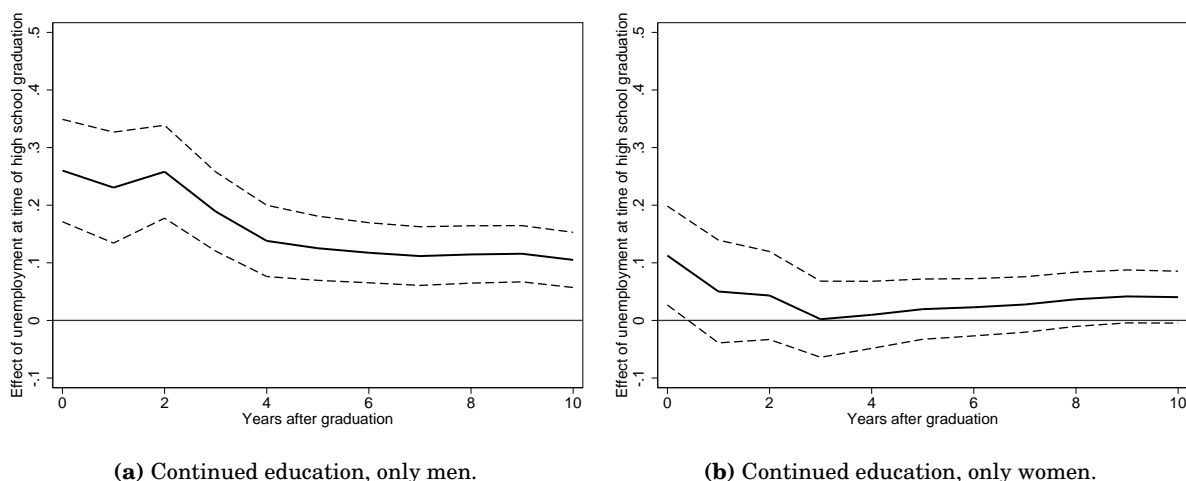 Effect of unemployment at time of high school graduation
.5
.4
.3
.2
.1
0
-.1
0 2 4 6 8 10
Years after graduation
(a) Continued education, only men.
Effect of unemployment at time of high school graduation
.5
.4
.3
.2
.1
0
-.1
0 2 4 6 8 10
Years after graduation
(b) Continued education, only women.